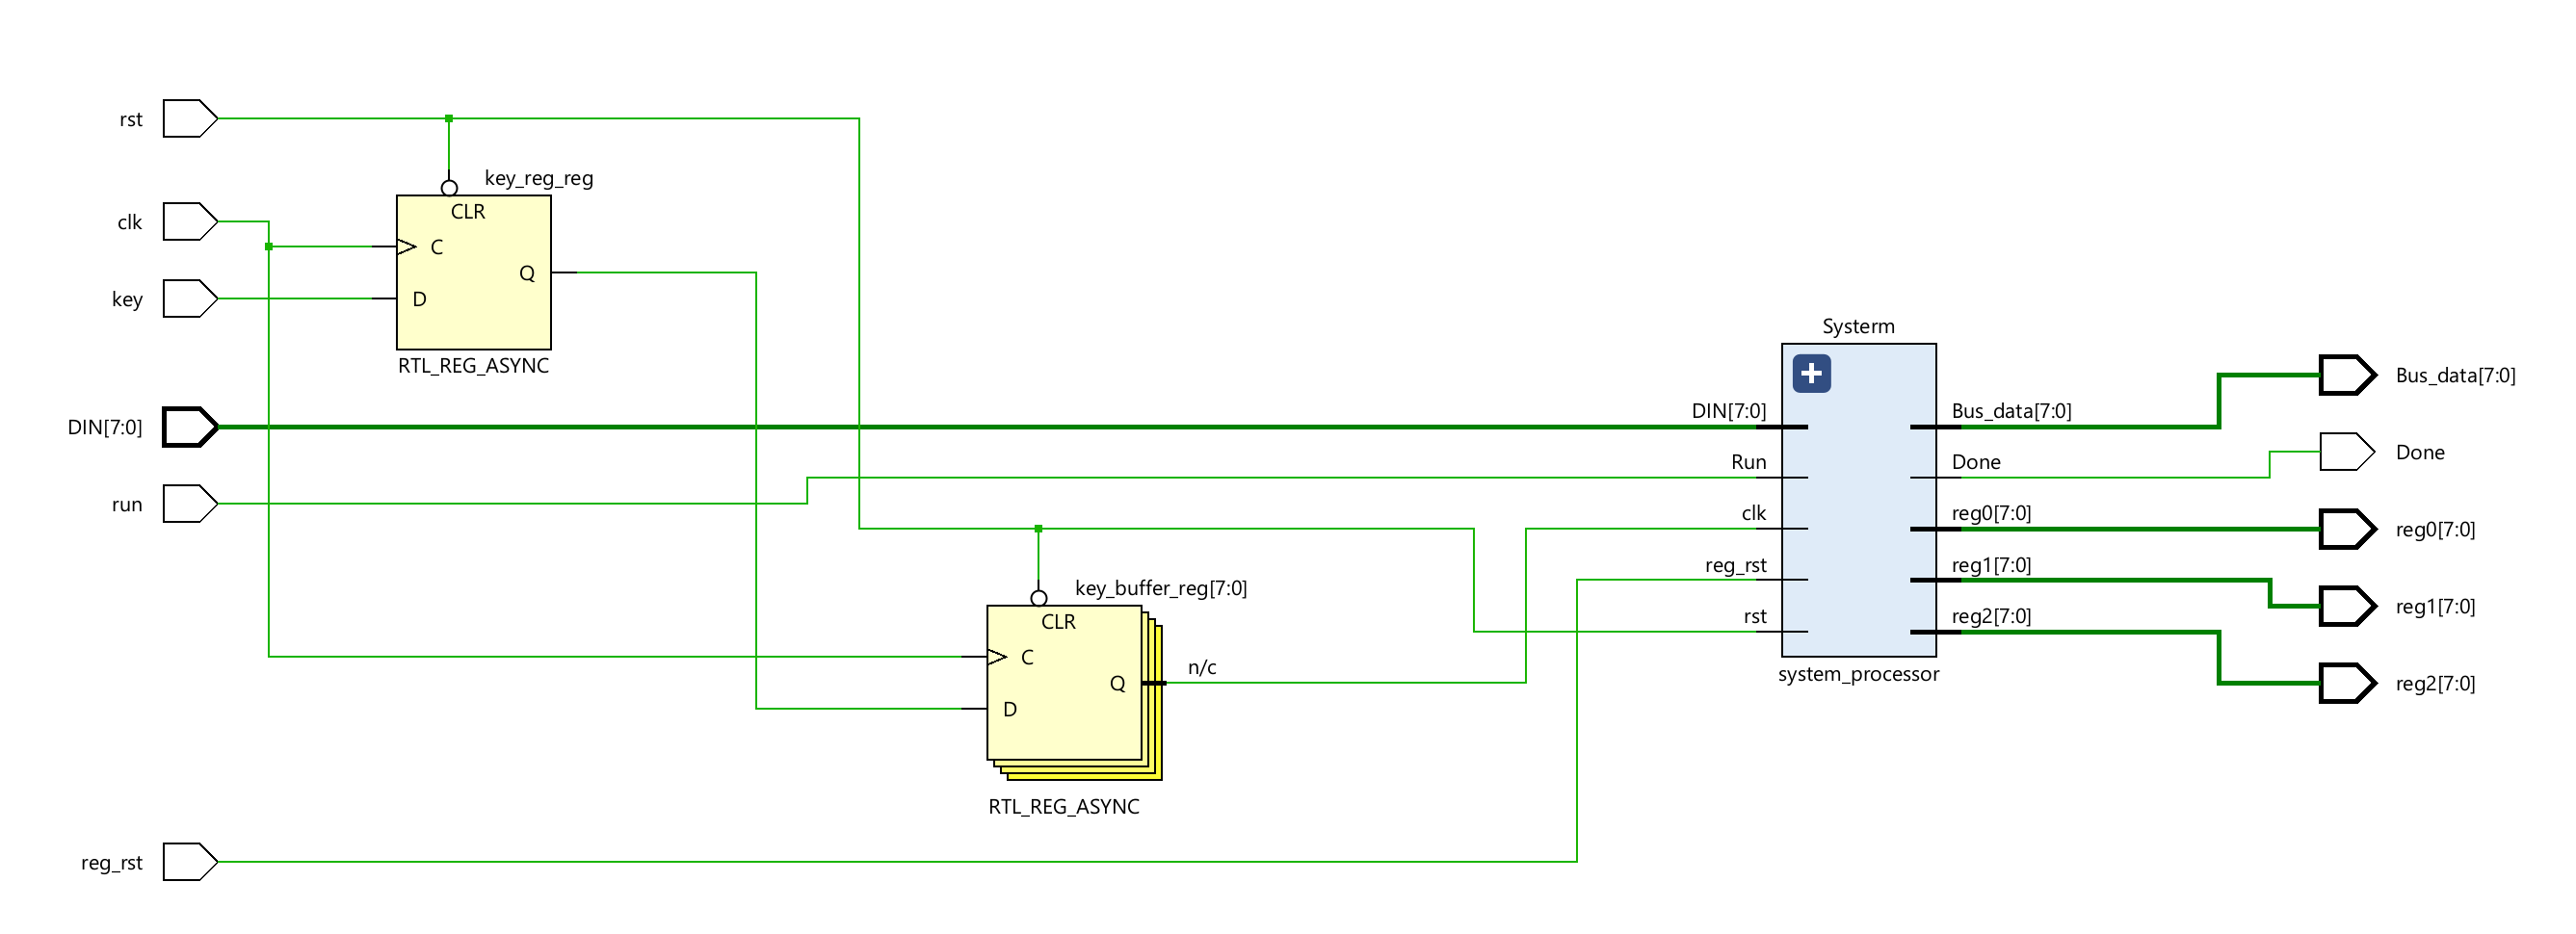 rst
clk
key
DIN[7:0]
run
reg_rst
key_reg_reg
CLR
C
Q
D
RTL_REG_ASYNC
key_buffer_reg[7:0]
CLR
C
n/c
Q
D
RTL_REG_ASYNC
Systerm
DIN[7:0]
Run
clk
reg_rst
rst
Bus_data[7:0]
Done
reg0[7:0]
reg1[7:0]
reg2[7:0]
system_processor
Bus_data[7:0]
Done
reg0[7:0]
reg1[7:0]
reg2[7:0]